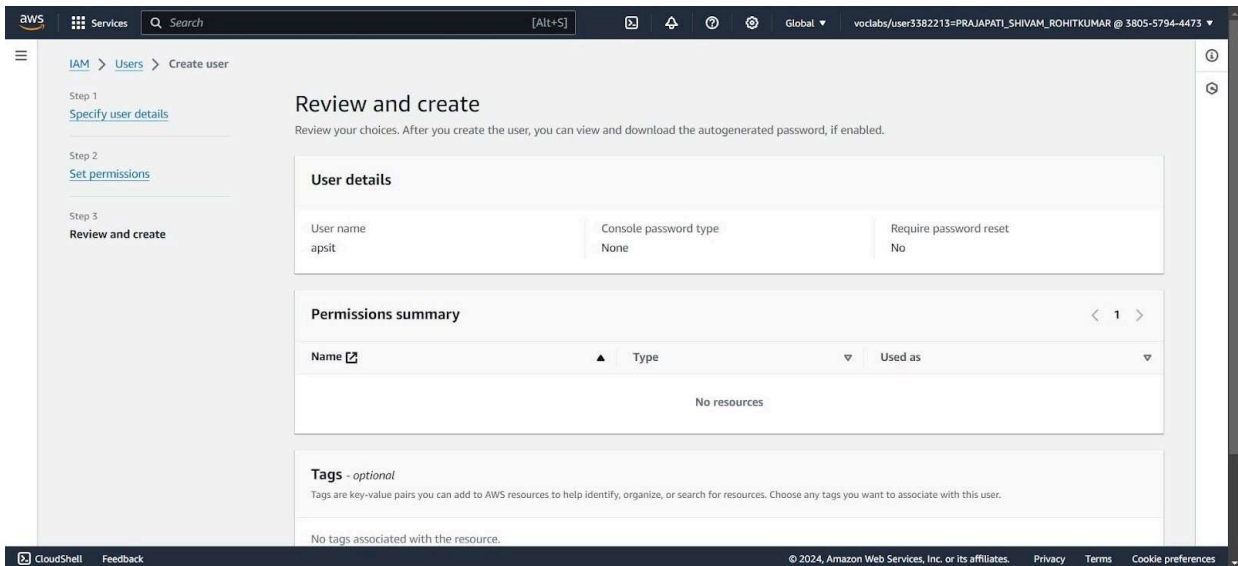 aws Services Search [Alt+S] Global voclabs/user3382213=PRAJAPATI_SHIVAM_ROHITKUMAR @ 3805-5794-4473
IAM > Users > Create user
Step 1
Specify user details
Step 2
Set permissions
Step 3
Review and create
Review and create
Review your choices. After you create the user, you can view and download the autogenerated password, if enabled.
User details
User name Console password type Require password reset
apsit None No
Permissions summary < 1 >
Name Type Used as
No resources
Tags - optional
Tags are key-value pairs you can add to AWS resources to help identify, organize, or search for resources. Choose any tags you want to associate with this user.
No tags associated with the resource.
CloudShell Feedback © 2024, Amazon Web Services, Inc. or its affiliates. Privacy Terms Cookie preferences